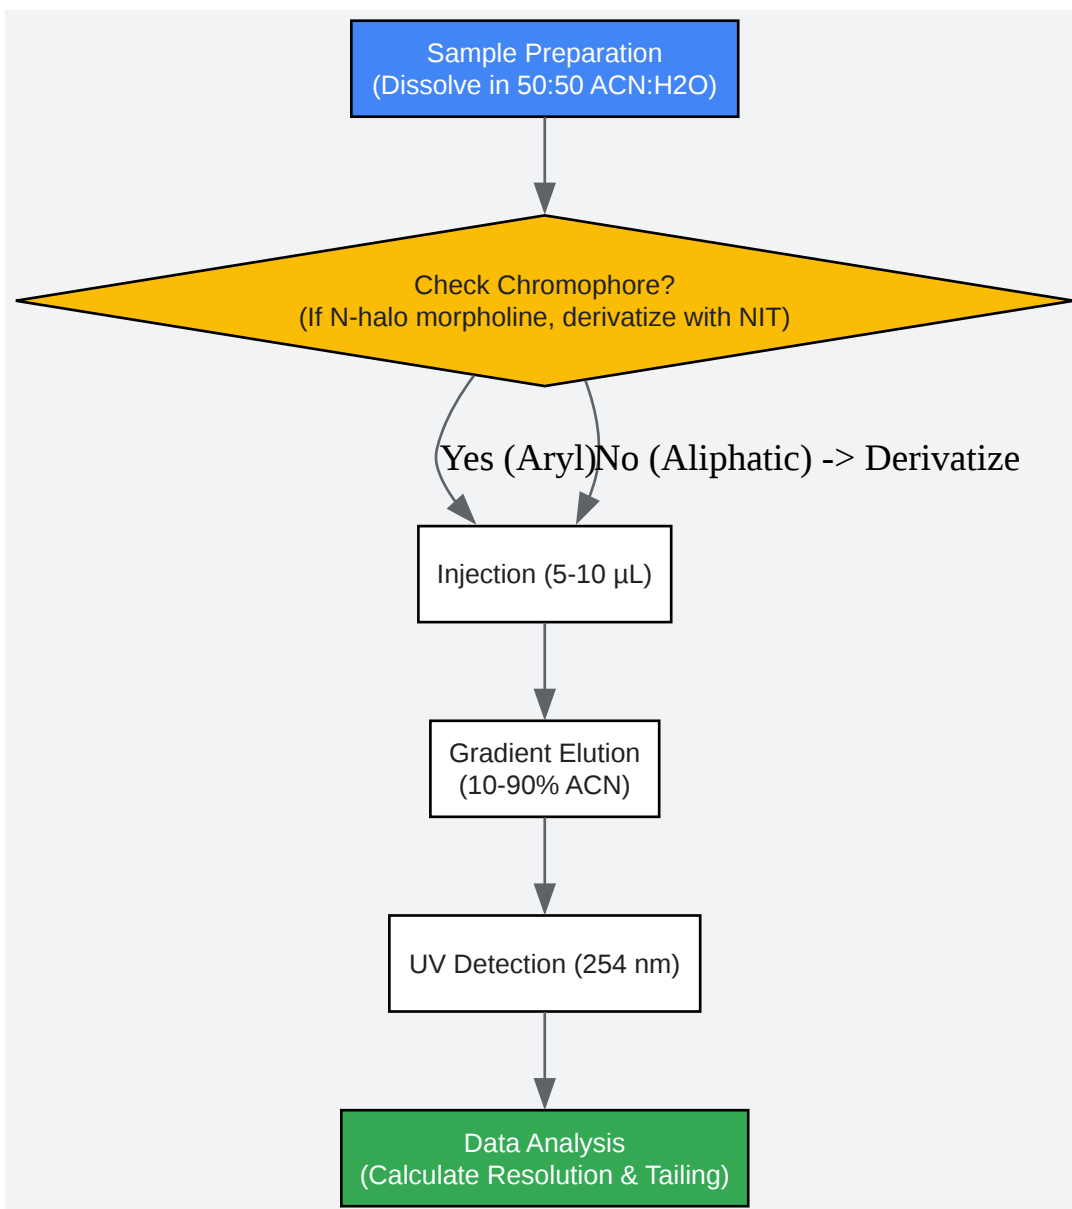 Sample Preparation
(Dissolve in 50:50 ACN:H2O)
Check Chromophore?
(If N-halo morpholine, derivatize with NIT)
Yes (Aryl)
No (Aliphatic) -> Derivatize
Injection (5-10 µL)
Gradient Elution
(10-90% ACN)
UV Detection (254 nm)
Data Analysis
(Calculate Resolution & Tailing)